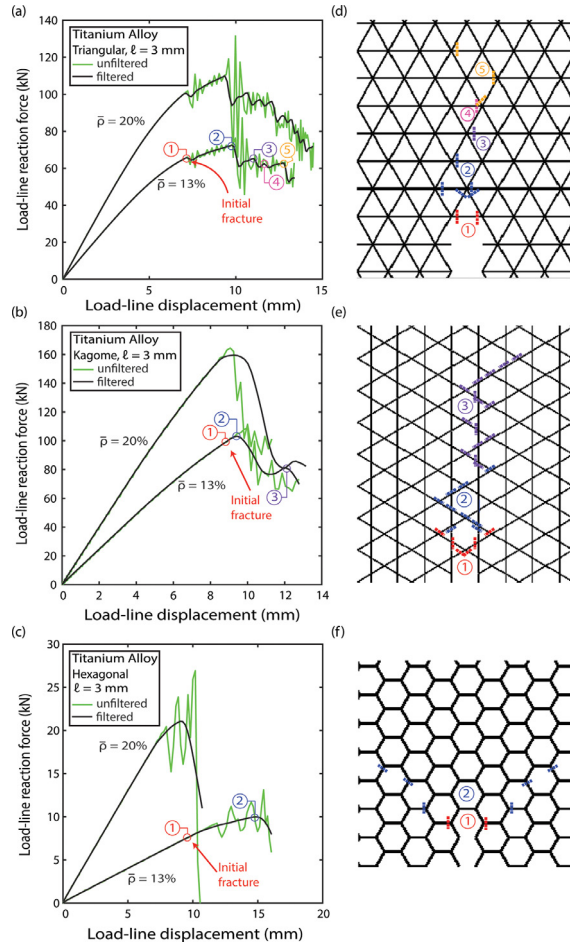 (a)
Titanium Alloy
Triangular, ℓ = 3 mm
unfiltered
filtered
ρ̄ = 20%
ρ̄ = 13%
1
2
3
4
5
Initial
fracture
Load-line reaction force (kN)
140
120
100
80
60
40
20
0
0
5
10
15
Load-line displacement (mm)
(d)
5
4
3
2
1
(b)
Titanium Alloy
Kagome, ℓ = 3 mm
unfiltered
filtered
ρ̄ = 20%
ρ̄ = 13%
1
2
3
Initial
fracture
Load-line reaction force (kN)
180
160
140
120
100
80
60
40
20
0
0
2
4
6
8
10
12
14
Load-line displacement (mm)
(e)
3
2
1
(c)
Titanium Alloy
Hexagonal
ℓ = 3 mm
unfiltered
filtered
ρ̄ = 20%
ρ̄ = 13%
1
2
Initial
fracture
Load-line reaction force (kN)
30
25
20
15
10
5
0
0
5
10
15
20
Load-line displacement (mm)
(f)
2
1